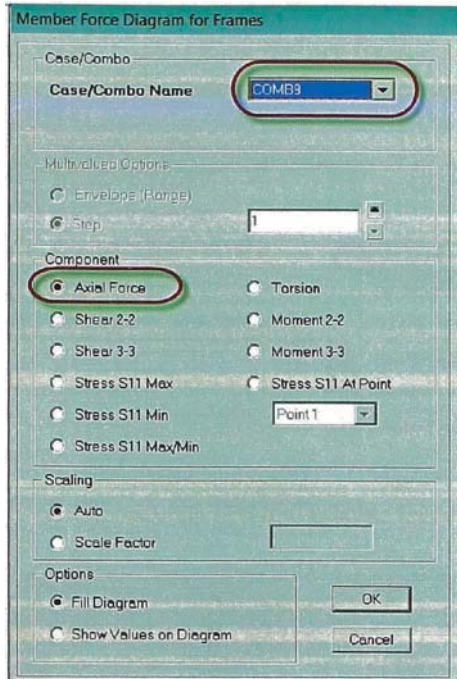 Member Force Diagram for Frames
Case/Combo
Case/Combo Name
COMB9
Multivalued Options
Envelope (Range)
Step
1
Component
Axial Force
Torsion
Shear 2-2
Moment 2-2
Shear 3-3
Moment 3-3
Stress S11 Max
Stress S11 At Point
Stress S11 Min
Point 1
Stress S11 Max/Min
Scaling
Auto
Scale Factor
Options
Fill Diagram
OK
Show Values on Diagram
Cancel